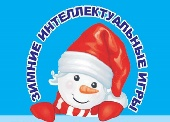 ЗИМНИЕ ИНТЕЛЛЕКТУАЛЬНЫЕ ИГРЫ